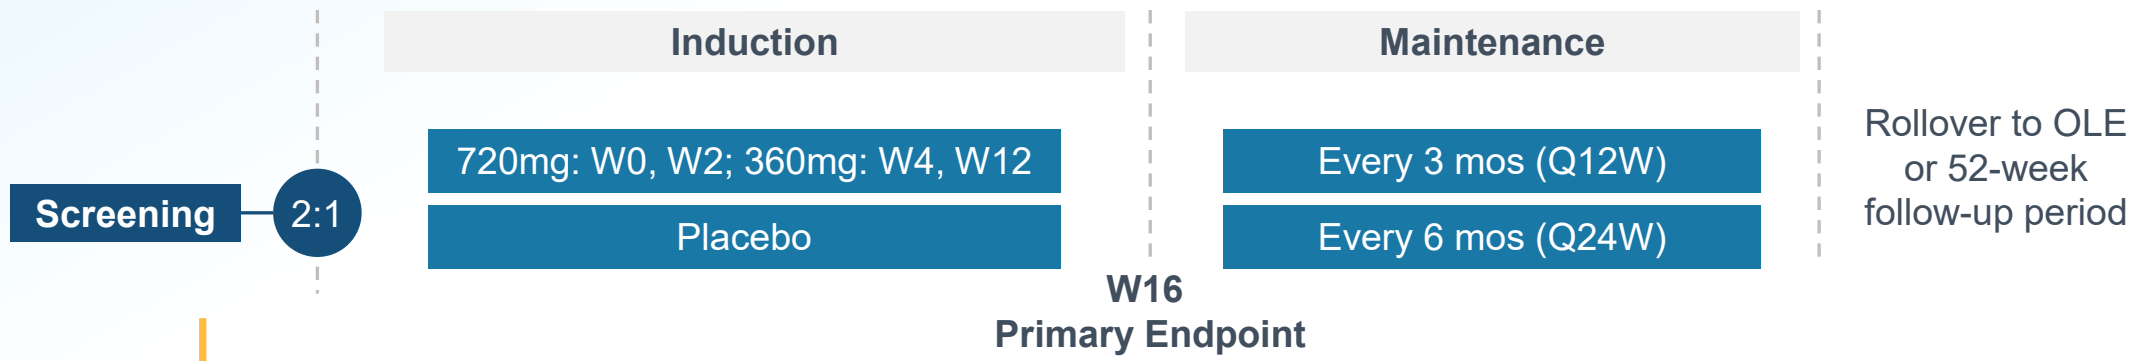 Induction
Maintenance
Screening
2:1
720mg: W0, W2; 360mg: W4, W12
Placebo
W16
Primary Endpoint
Every 3 mos (Q12W)
Every 6 mos (Q24W)
Rollover to OLE
or 52-week
follow-up period